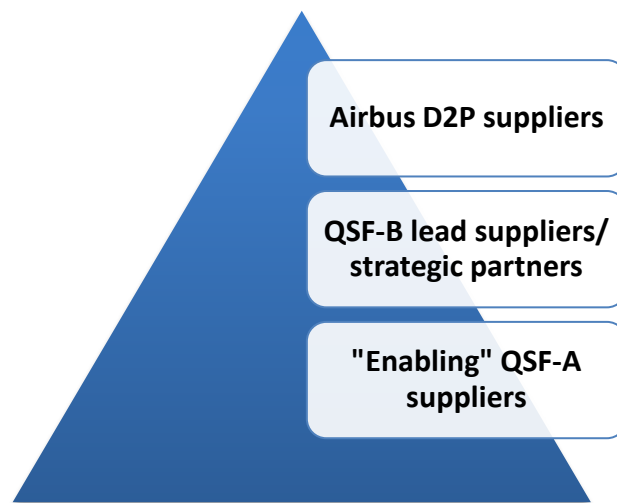 Airbus D2P suppliers
QSF-B lead suppliers/
strategic partners
"Enabling" QSF-A
suppliers